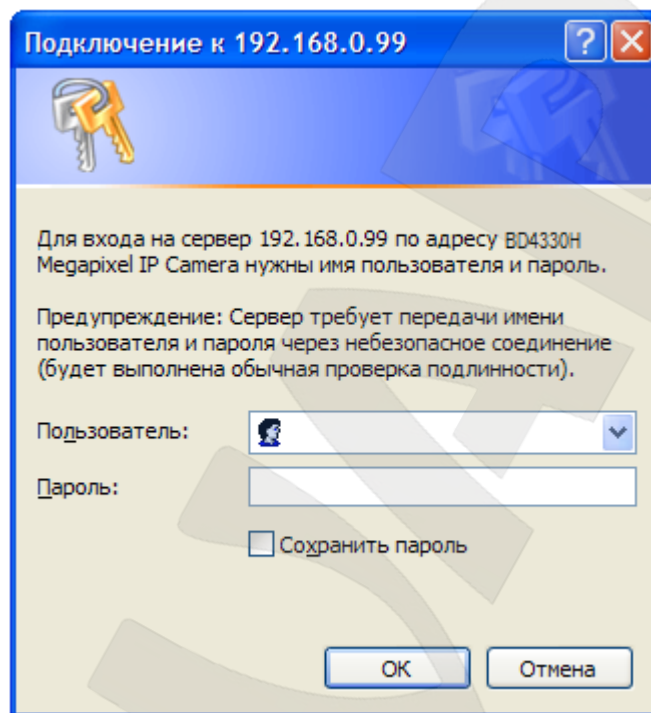 Подключение к 192.168.0.99
Для входа на сервер 192.168.0.99 по адресу BD4330H
Megapixel IP Camera нужны имя пользователя и пароль.
Предупреждение: Сервер требует передачи имени
пользователя и пароля через небезопасное соединение
(будет выполнена обычная проверка подлинности).
Пользователь:
Пароль:
Сохранить пароль
ОК
Отмена